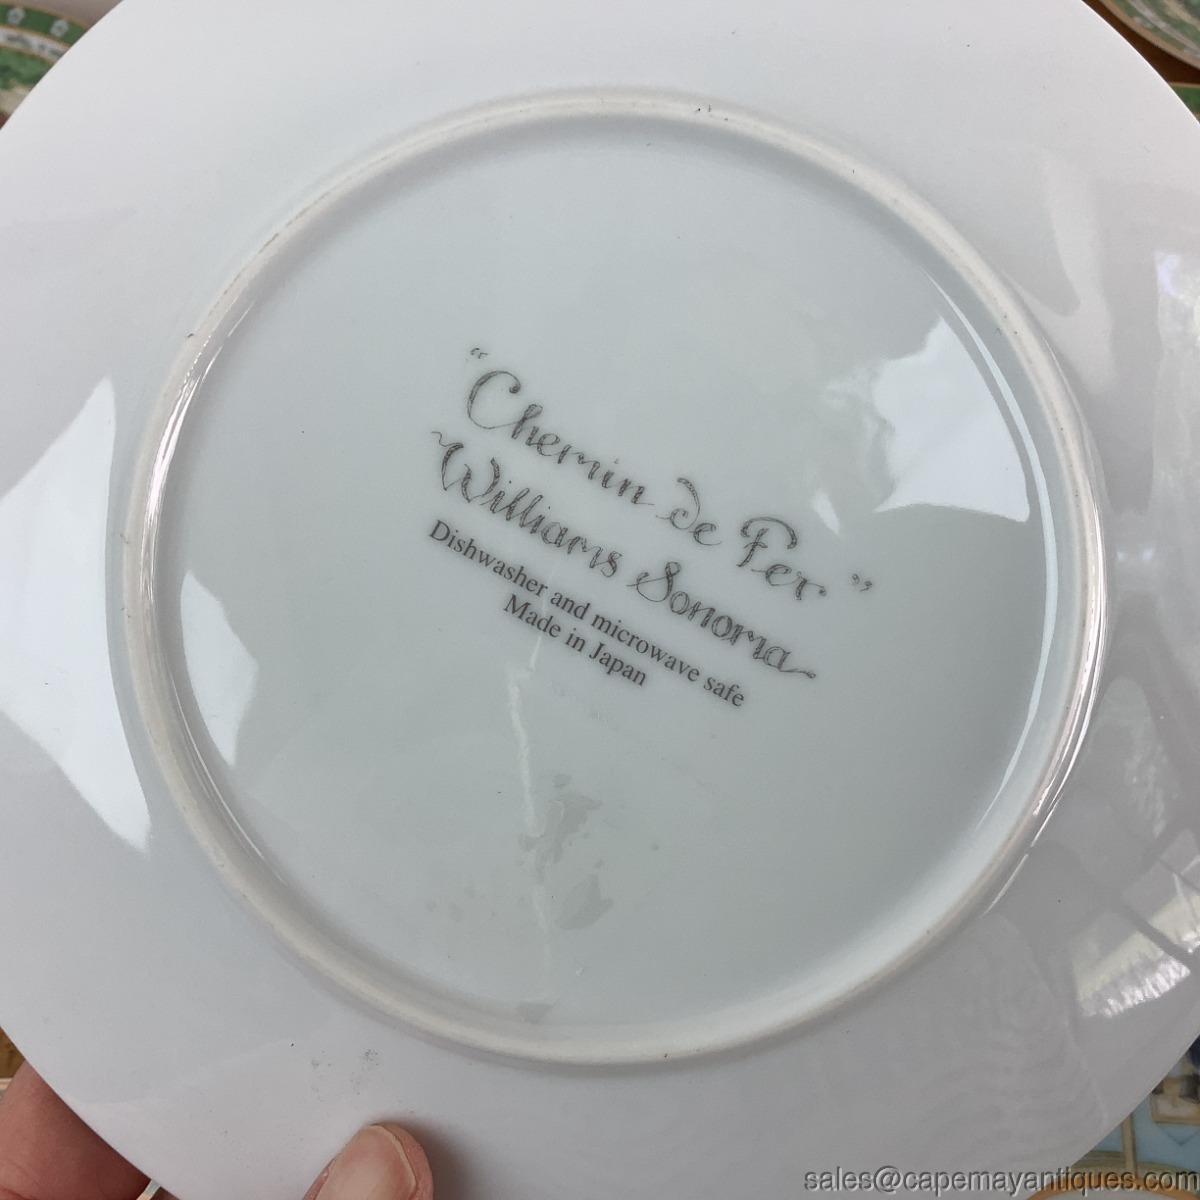 “Chemin de Fer”
Williams Sonoma
Dishwasher and microwave safe
Made in Japan
sales@capemayantiques.com